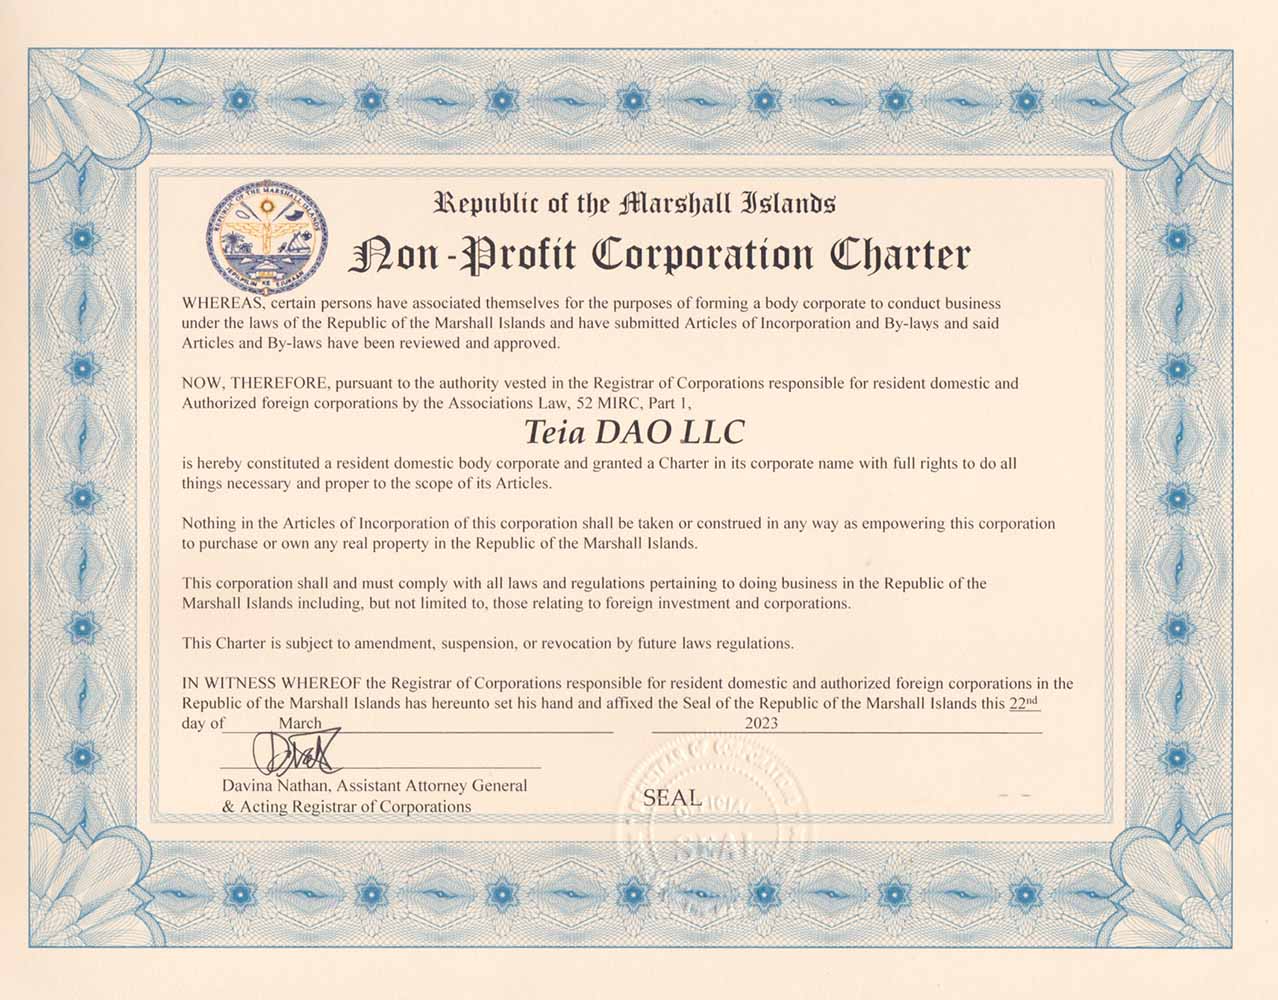 REPUBLIC OF THE MARSHALL ISLANDS
JEPILPILIN KE EJUKAAN
Republic of the Marshall Islands
Non-Profit Corporation Charter
WHEREAS, certain persons have associated themselves for the purposes of forming a body corporate to conduct business
under the laws of the Republic of the Marshall Islands and have submitted Articles of Incorporation and By-laws and said
Articles and By-laws have been reviewed and approved.
NOW, THEREFORE, pursuant to the authority vested in the Registrar of Corporations responsible for resident domestic and
Authorized foreign corporations by the Associations Law, 52 MIRC, Part 1,
Teia DAO LLC
is hereby constituted a resident domestic body corporate and granted a Charter in its corporate name with full rights to do all
things necessary and proper to the scope of its Articles.
Nothing in the Articles of Incorporation of this corporation shall be taken or construed in any way as empowering this corporation
to purchase or own any real property in the Republic of the Marshall Islands.
This corporation shall and must comply with all laws and regulations pertaining to doing business in the Republic of the
Marshall Islands including, but not limited to, those relating to foreign investment and corporations.
This Charter is subject to amendment, suspension, or revocation by future laws regulations.
IN WITNESS WHEREOF the Registrar of Corporations responsible for resident domestic and authorized foreign corporations in the
Republic of the Marshall Islands has hereunto set his hand and affixed the Seal of the Republic of the Marshall Islands this 22nd
day of March 2023
Davina Nathan, Assistant Attorney General
& Acting Registrar of Corporations
SEAL
REGISTRAR OF CORPORATIONS
OFFICIAL
SEAL